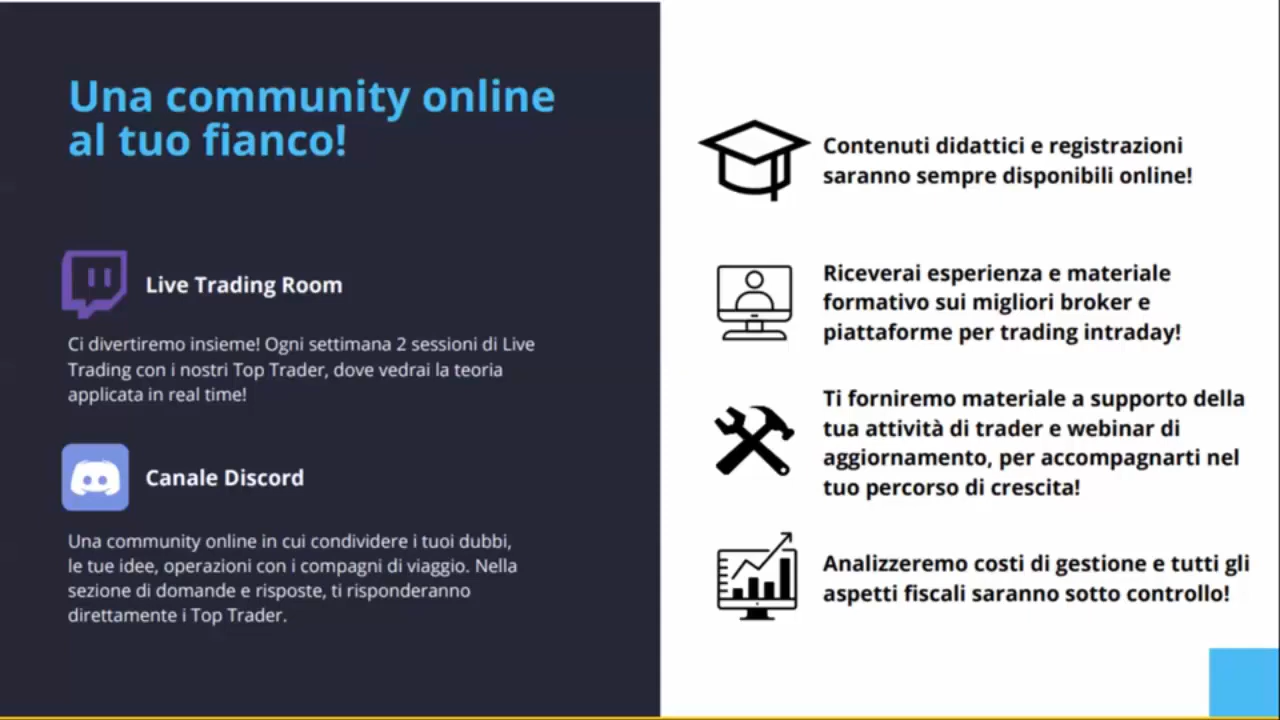 Una community online
al tuo fianco!
Live Trading Room
Ci divertiremo insieme! Ogni settimana 2 sessioni di Live
Trading con i nostri Top Trader, dove vedrai la teoria
applicata in real time!
Canale Discord
Una community online in cui condividere i tuoi dubbi,
le tue idee, operazioni con i compagni di viaggio. Nella
sezione di domande e risposte, ti risponderanno
direttamente i Top Trader.
Contenuti didattici e registrazioni
saranno sempre disponibili online!
Riceverai esperienza e materiale
formativo sui migliori broker e
piattaforme per trading intraday!
Ti forniremo materiale a supporto della
tua attività di trader e webinar di
aggiornamento, per accompagnarti nel
tuo percorso di crescita!
Analizzeremo costi di gestione e tutti gli
aspetti fiscali saranno sotto controllo!